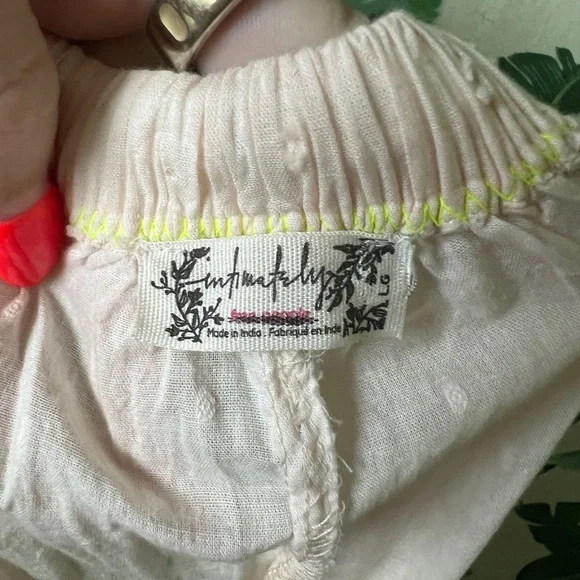 intimately
Made in India . Fabriqué en Inde
LG